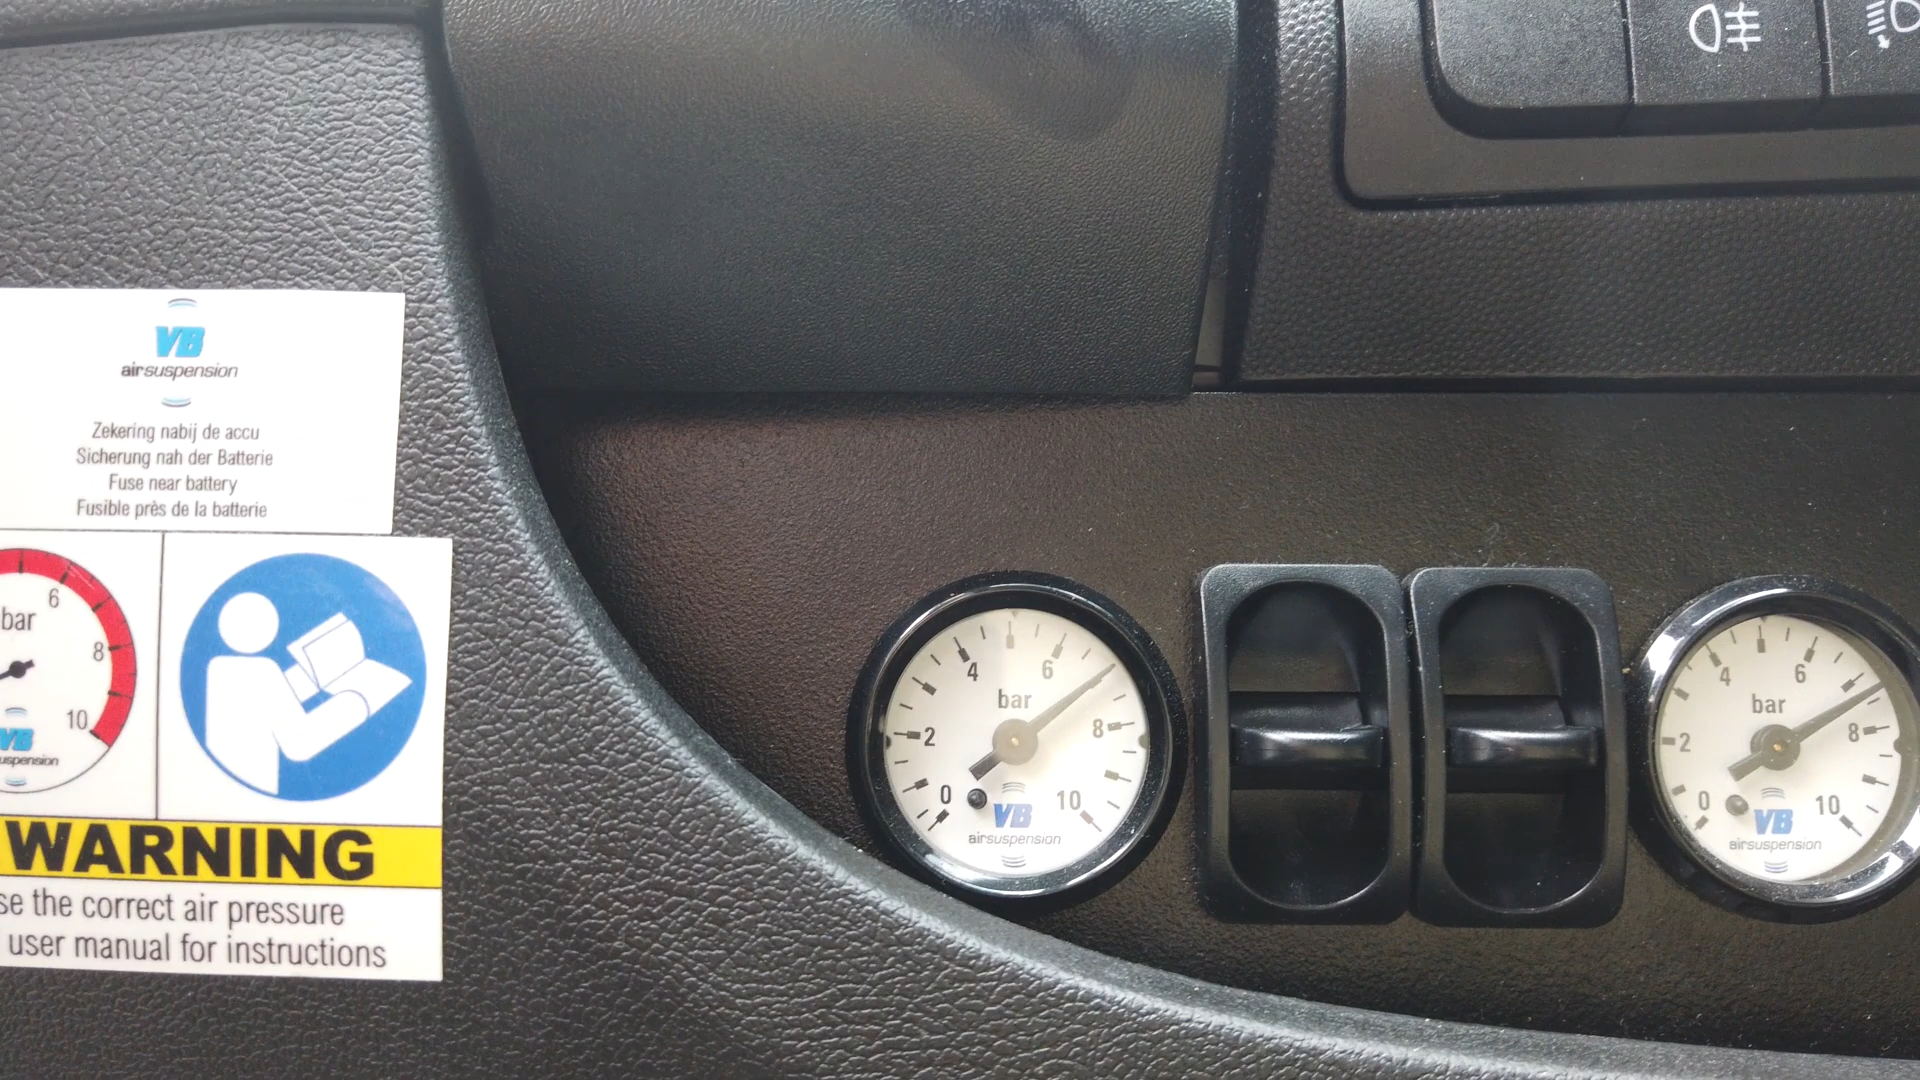 VB
airsuspension
Zekering nabij de accu
Sicherung nah der Batterie
Fuse near battery
Fusible près de la batterie
6
bar
8
10
VB
WARNING
the correct air pressure
user manual for instructions
0
2
4
6
8
10
bar
VB
airsuspension
0
2
4
6
8
10
bar
VB
airsuspension